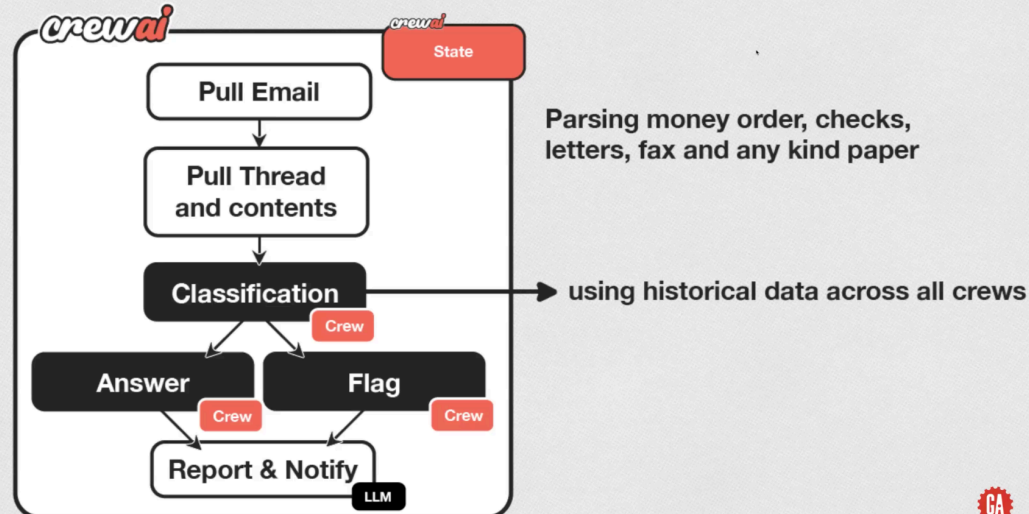 crewai
crewai
State
Pull Email
Pull Thread
and contents
Parsing money order, checks,
letters, fax and any kind paper
Classification
Crew
using historical data across all crews
Answer
Crew
Flag
Crew
Report & Notify
LLM
GA